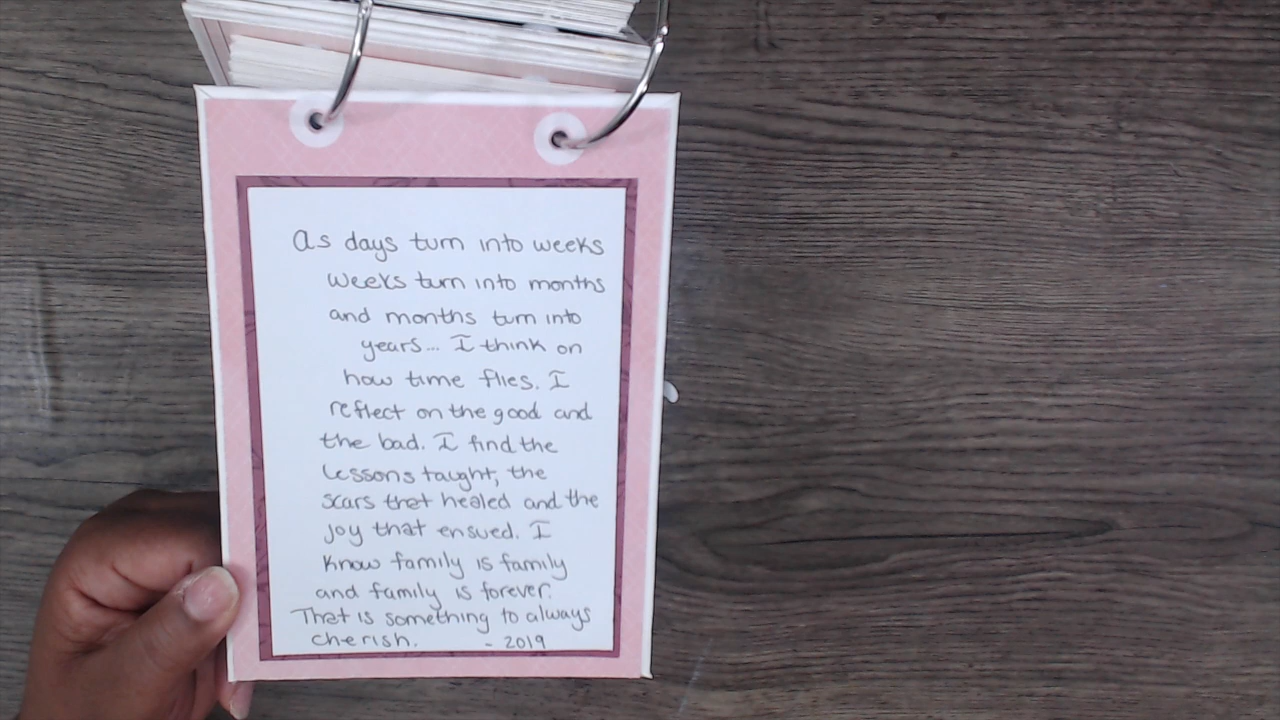 As days turn into weeks
weeks turn into months
and months turn into
years... I think on
how time flies. I
reflect on the good and
the bad. I find the
lessons taught, the
scars that healed and the
joy that ensued. I
know family is family
and family is forever.
That is something to always
cherish. - 2019